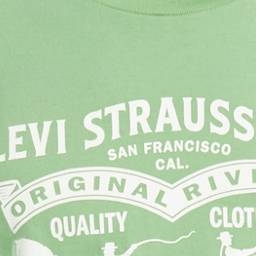 LEVI STRAUSS
SAN FRANCISCO
CAL.
ORIGINAL RIV
QUALITY CLOT